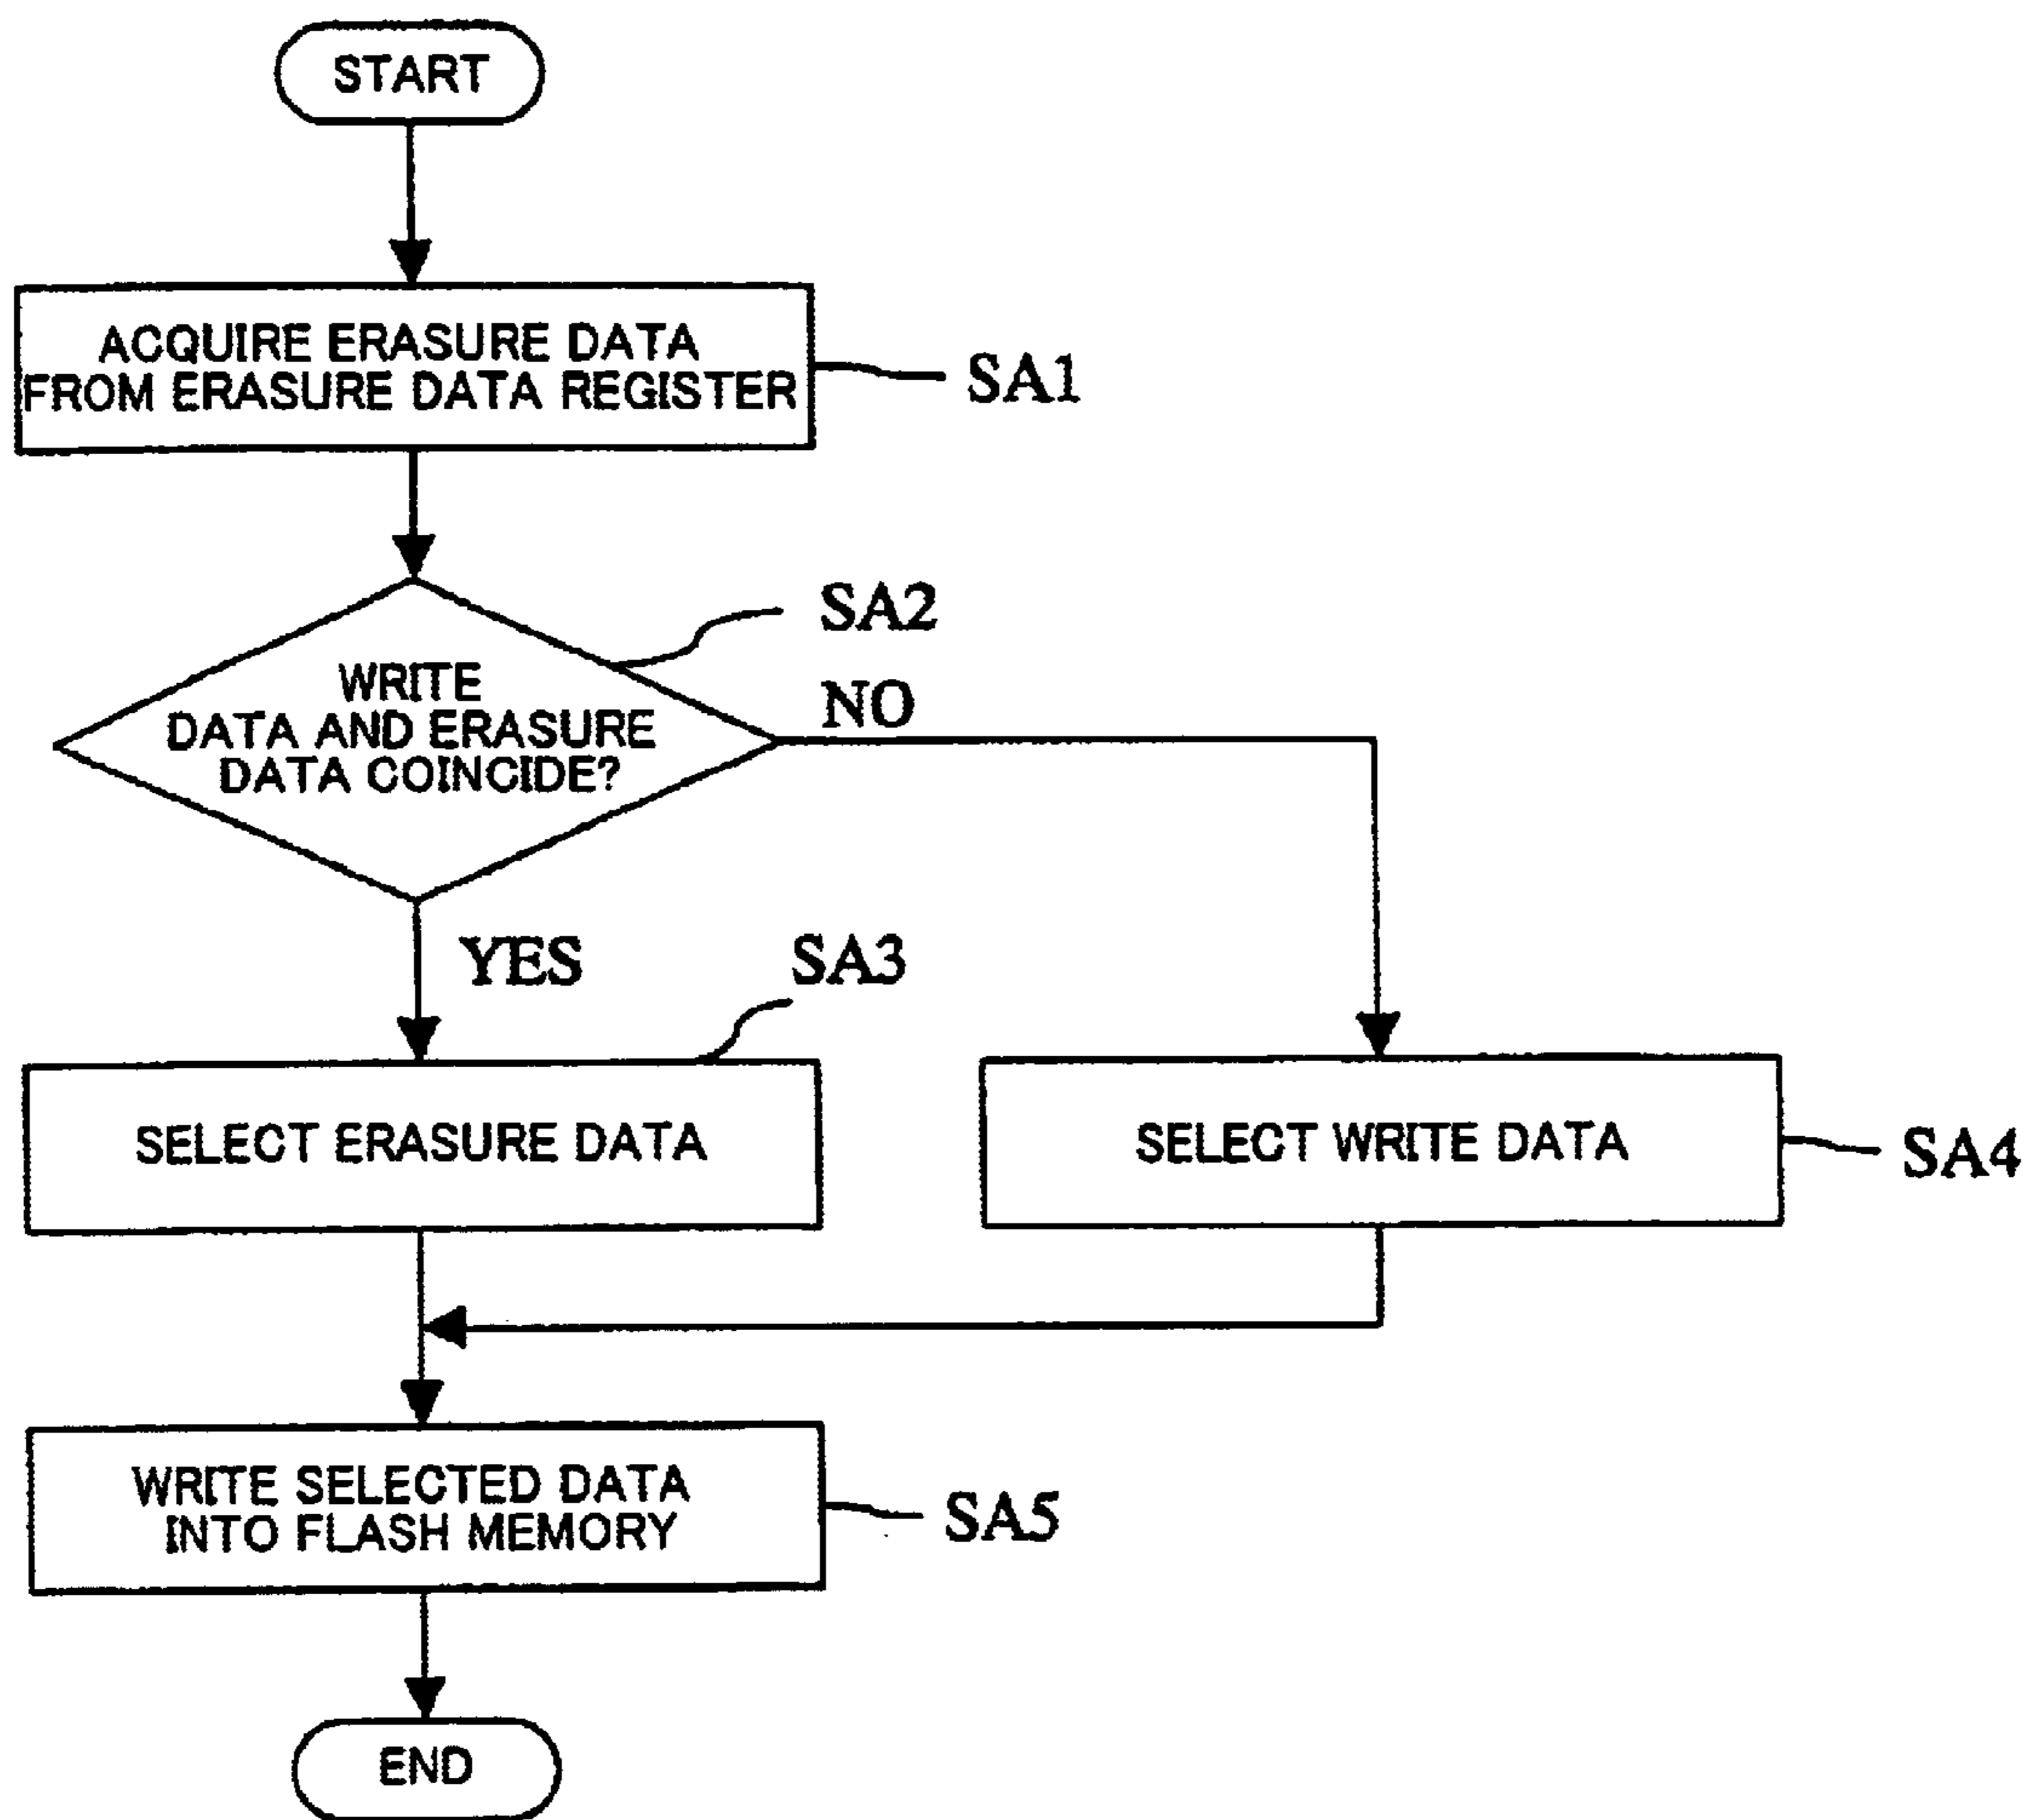 START
ACQUIRE ERASURE DATA
FROM ERASURE DATA REGISTER
SA1
SA2
WRITE
DATA AND ERASURE
DATA COINCIDE?
NO
YES
SA3
SELECT ERASURE DATA
SELECT WRITE DATA
SA4
WRITE SELECTED DATA
INTO FLASH MEMORY
SA5
END